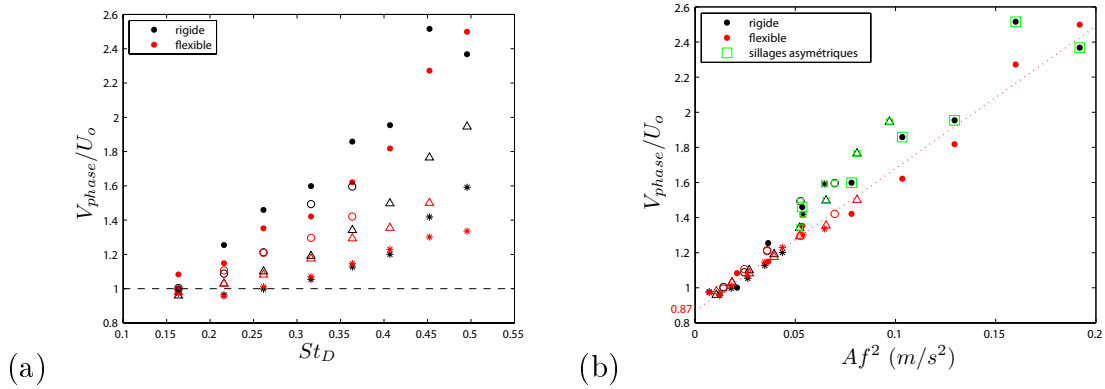 2.6
2.4
2.2
2
1.8
1.6
1.4
1.2
1
0.8
0.1 0.15 0.2 0.25 0.3 0.35 0.4 0.45 0.5 0.55
V_phase/U_o
St_D
rigide
flexible
(a)
2.6
2.4
2.2
2
1.8
1.6
1.4
1.2
1
0.87
0.8
0 0.05 0.1 0.15 0.2
V_phase/U_o
Af² (m/s²)
rigide
flexible
sillages asymétriques
(b)